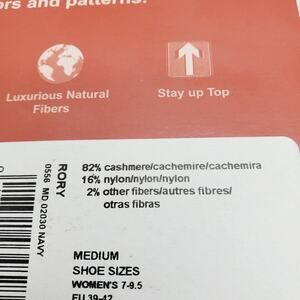 ors and patterns.
Luxurious Natural
Fibers
Stay up Top
RORY
0556 MD 02030 NAVY
82% cashmere/cachemire/cachemira
16% nylon/nylon/nylon
2% other fibers/autres fibres/
otras fibras
MEDIUM
SHOE SIZES
WOMEN'S 7-9.5
EU 39-42